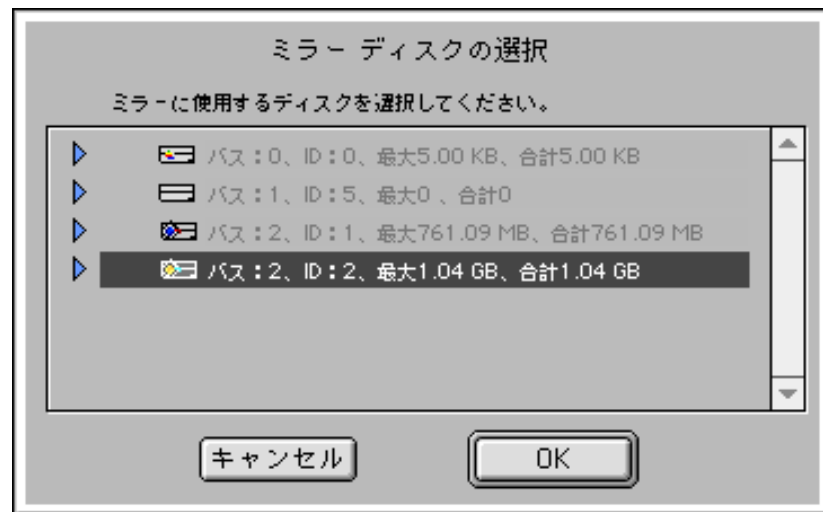 ミラー ディスクの選択
ミラーに使用するディスクを選択してください。
バス：0、ID：0、最大5.00 KB、合計5.00 KB
バス：1、ID：5、最大0 、合計0
バス：2、ID：1、最大761.09 MB、合計761.09 MB
バス：2、ID：2、最大1.04 GB、合計1.04 GB
キャンセル OK